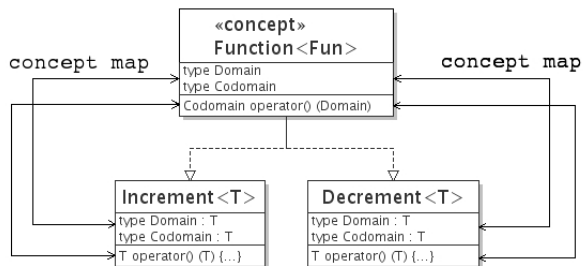 «concept»
Function<Fun>
concept map
concept map
type Domain
type Codomain
Codomain operator() (Domain)
Increment<T>
type Domain : T
type Codomain : T
T operator() (T) {...}
Decrement<T>
type Domain : T
type Codomain : T
T operator() (T) {...}